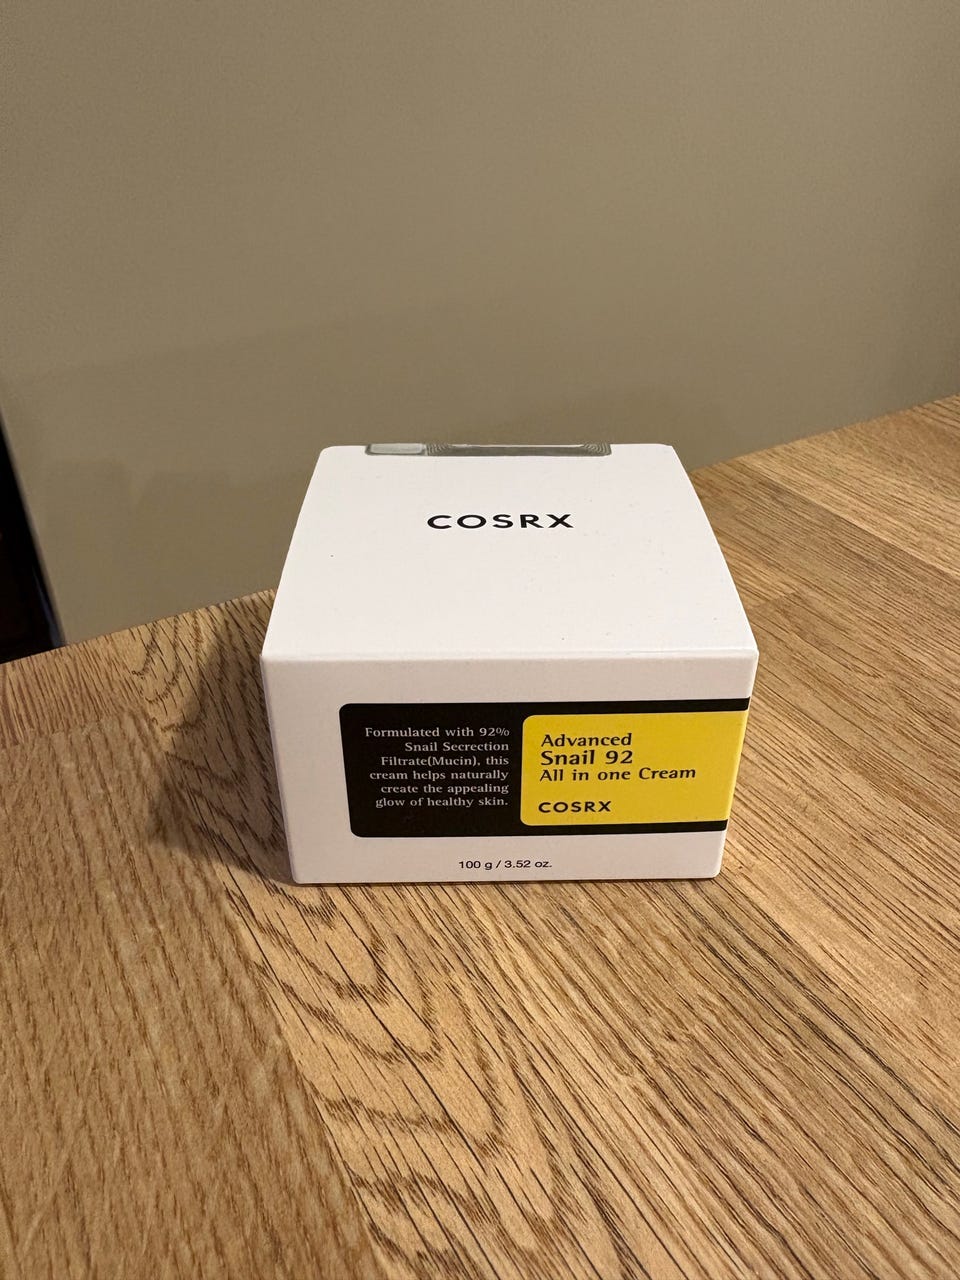 COSRX
Formulated with 92%
Snail Secrection
Filtrate(Mucin), this
cream helps naturally
create the appealing
glow of healthy skin.
Advanced
Snail 92
All in one Cream
COSRX
100 g / 3.52 oz.